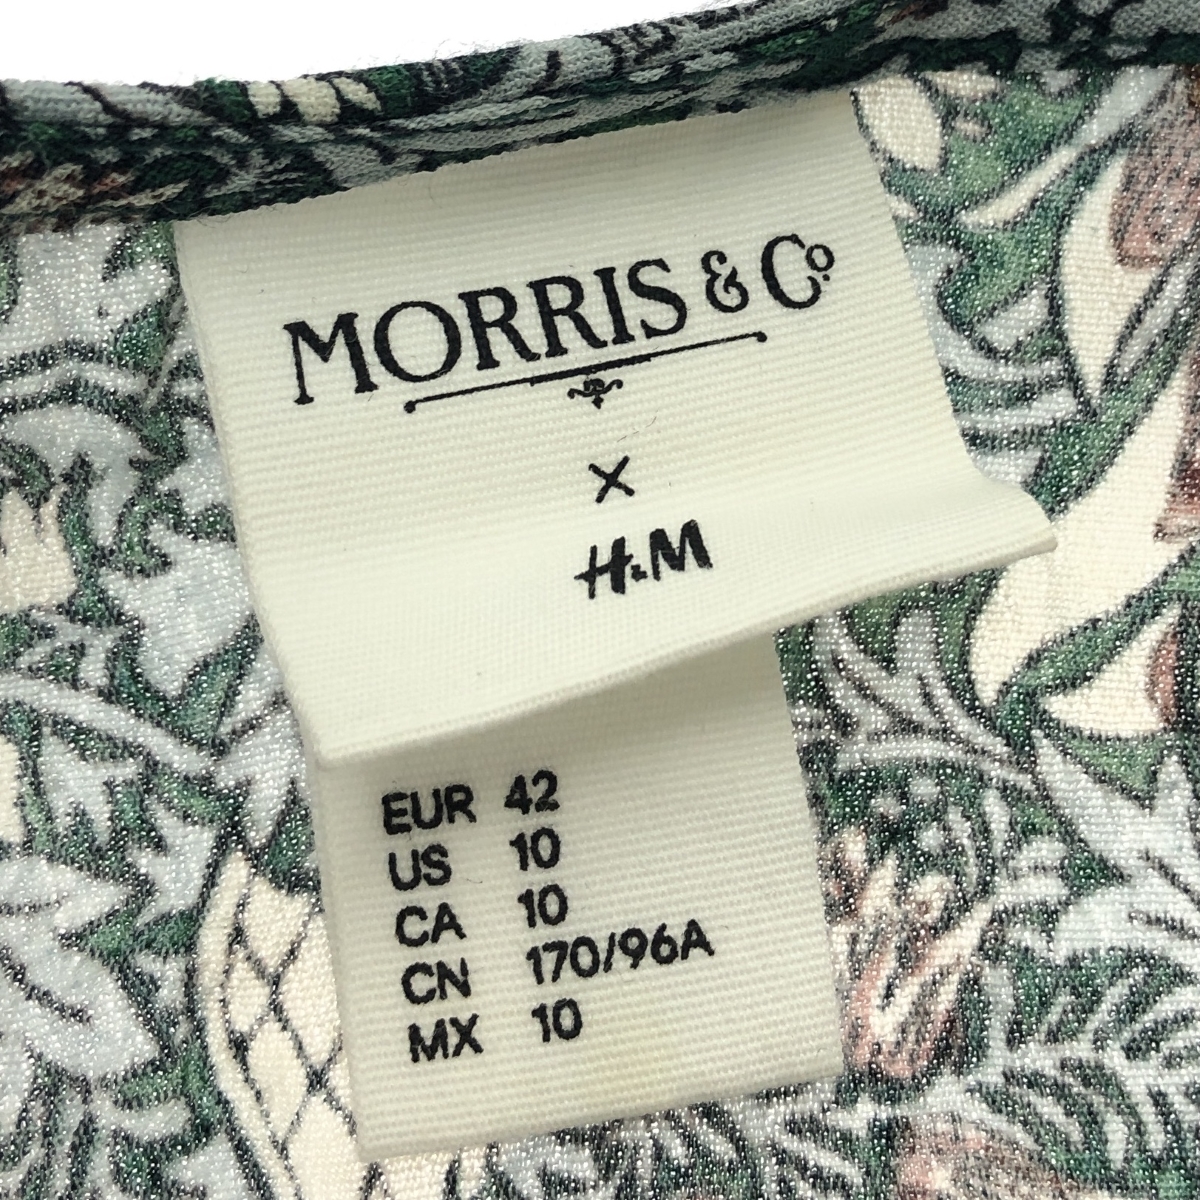 MORRIS & Co.
×
H&M
EUR 42
US 10
CA 10
CN 170/96A
MX 10